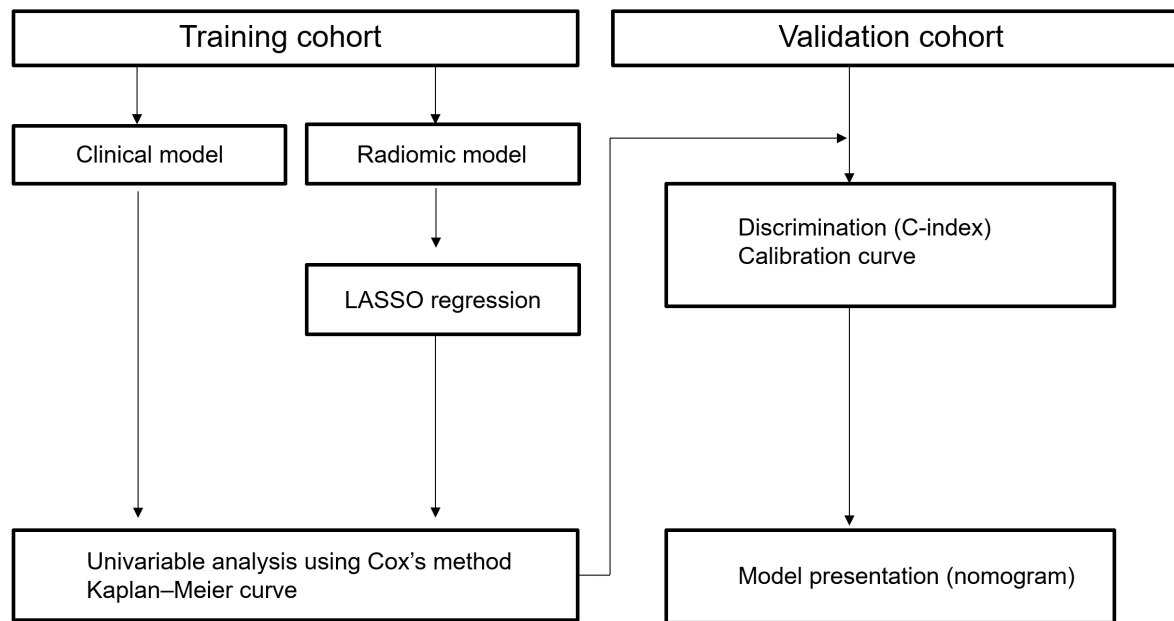 Training cohort
Validation cohort
Clinical model
Radiomic model
LASSO regression
Univariable analysis using Cox’s method
Kaplan–Meier curve
Discrimination (C-index)
Calibration curve
Model presentation (nomogram)